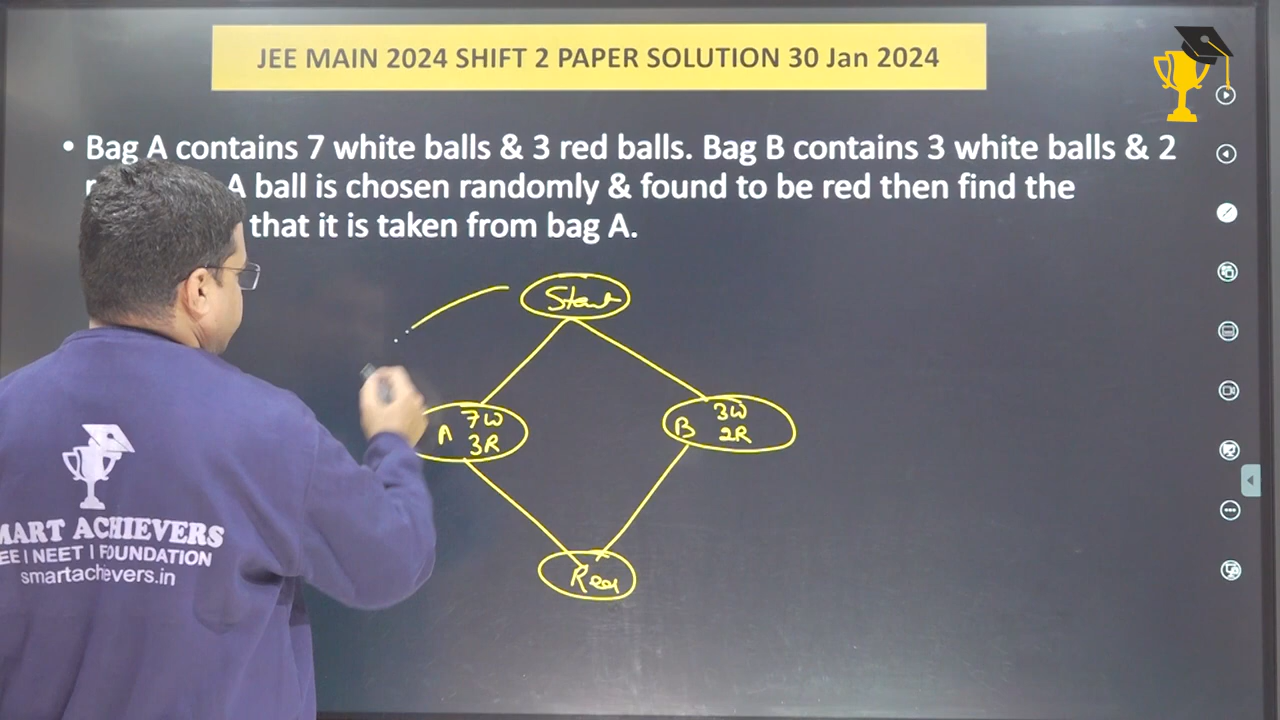 JEE MAIN 2024 SHIFT 2 PAPER SOLUTION 30 Jan 2024
• Bag A contains 7 white balls & 3 red balls. Bag B contains 3 white balls & 2
A ball is chosen randomly & found to be red then find the
that it is taken from bag A.
Start
A 7W
3R
B 3W
2R
Red
SMART ACHIEVERS
JEE | NEET | FOUNDATION
smartachievers.in